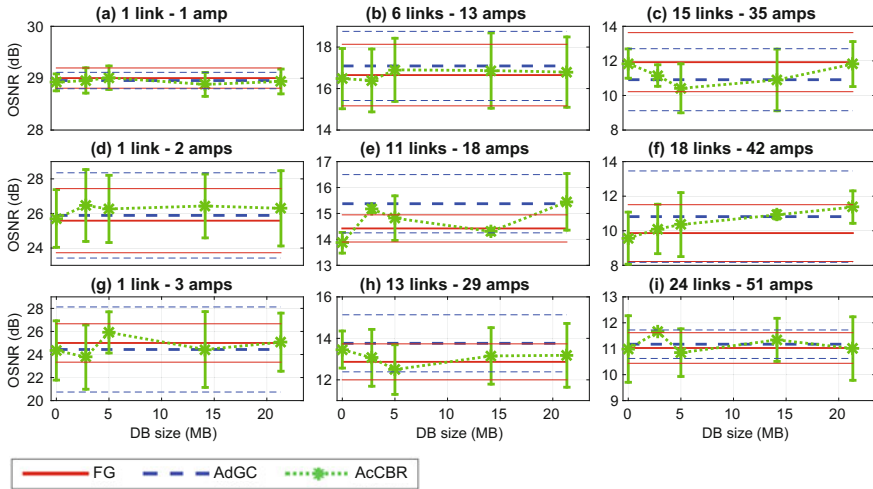 (a) 1 link - 1 amp
(b) 6 links - 13 amps
(c) 15 links - 35 amps
OSNR (dB)
30
29
28
18
16
14
14
12
10
8
(d) 1 link - 2 amps
(e) 11 links - 18 amps
(f) 18 links - 42 amps
OSNR (dB)
28
26
24
17
16
15
14
13
14
12
10
8
(g) 1 link - 3 amps
(h) 13 links - 29 amps
(i) 24 links - 51 amps
OSNR (dB)
28
26
24
22
20
16
14
12
13
12
11
10
9
0 5 10 15 20
0 5 10 15 20
0 5 10 15 20
DB size (MB)
DB size (MB)
DB size (MB)
FG
AdGC
AcCBR